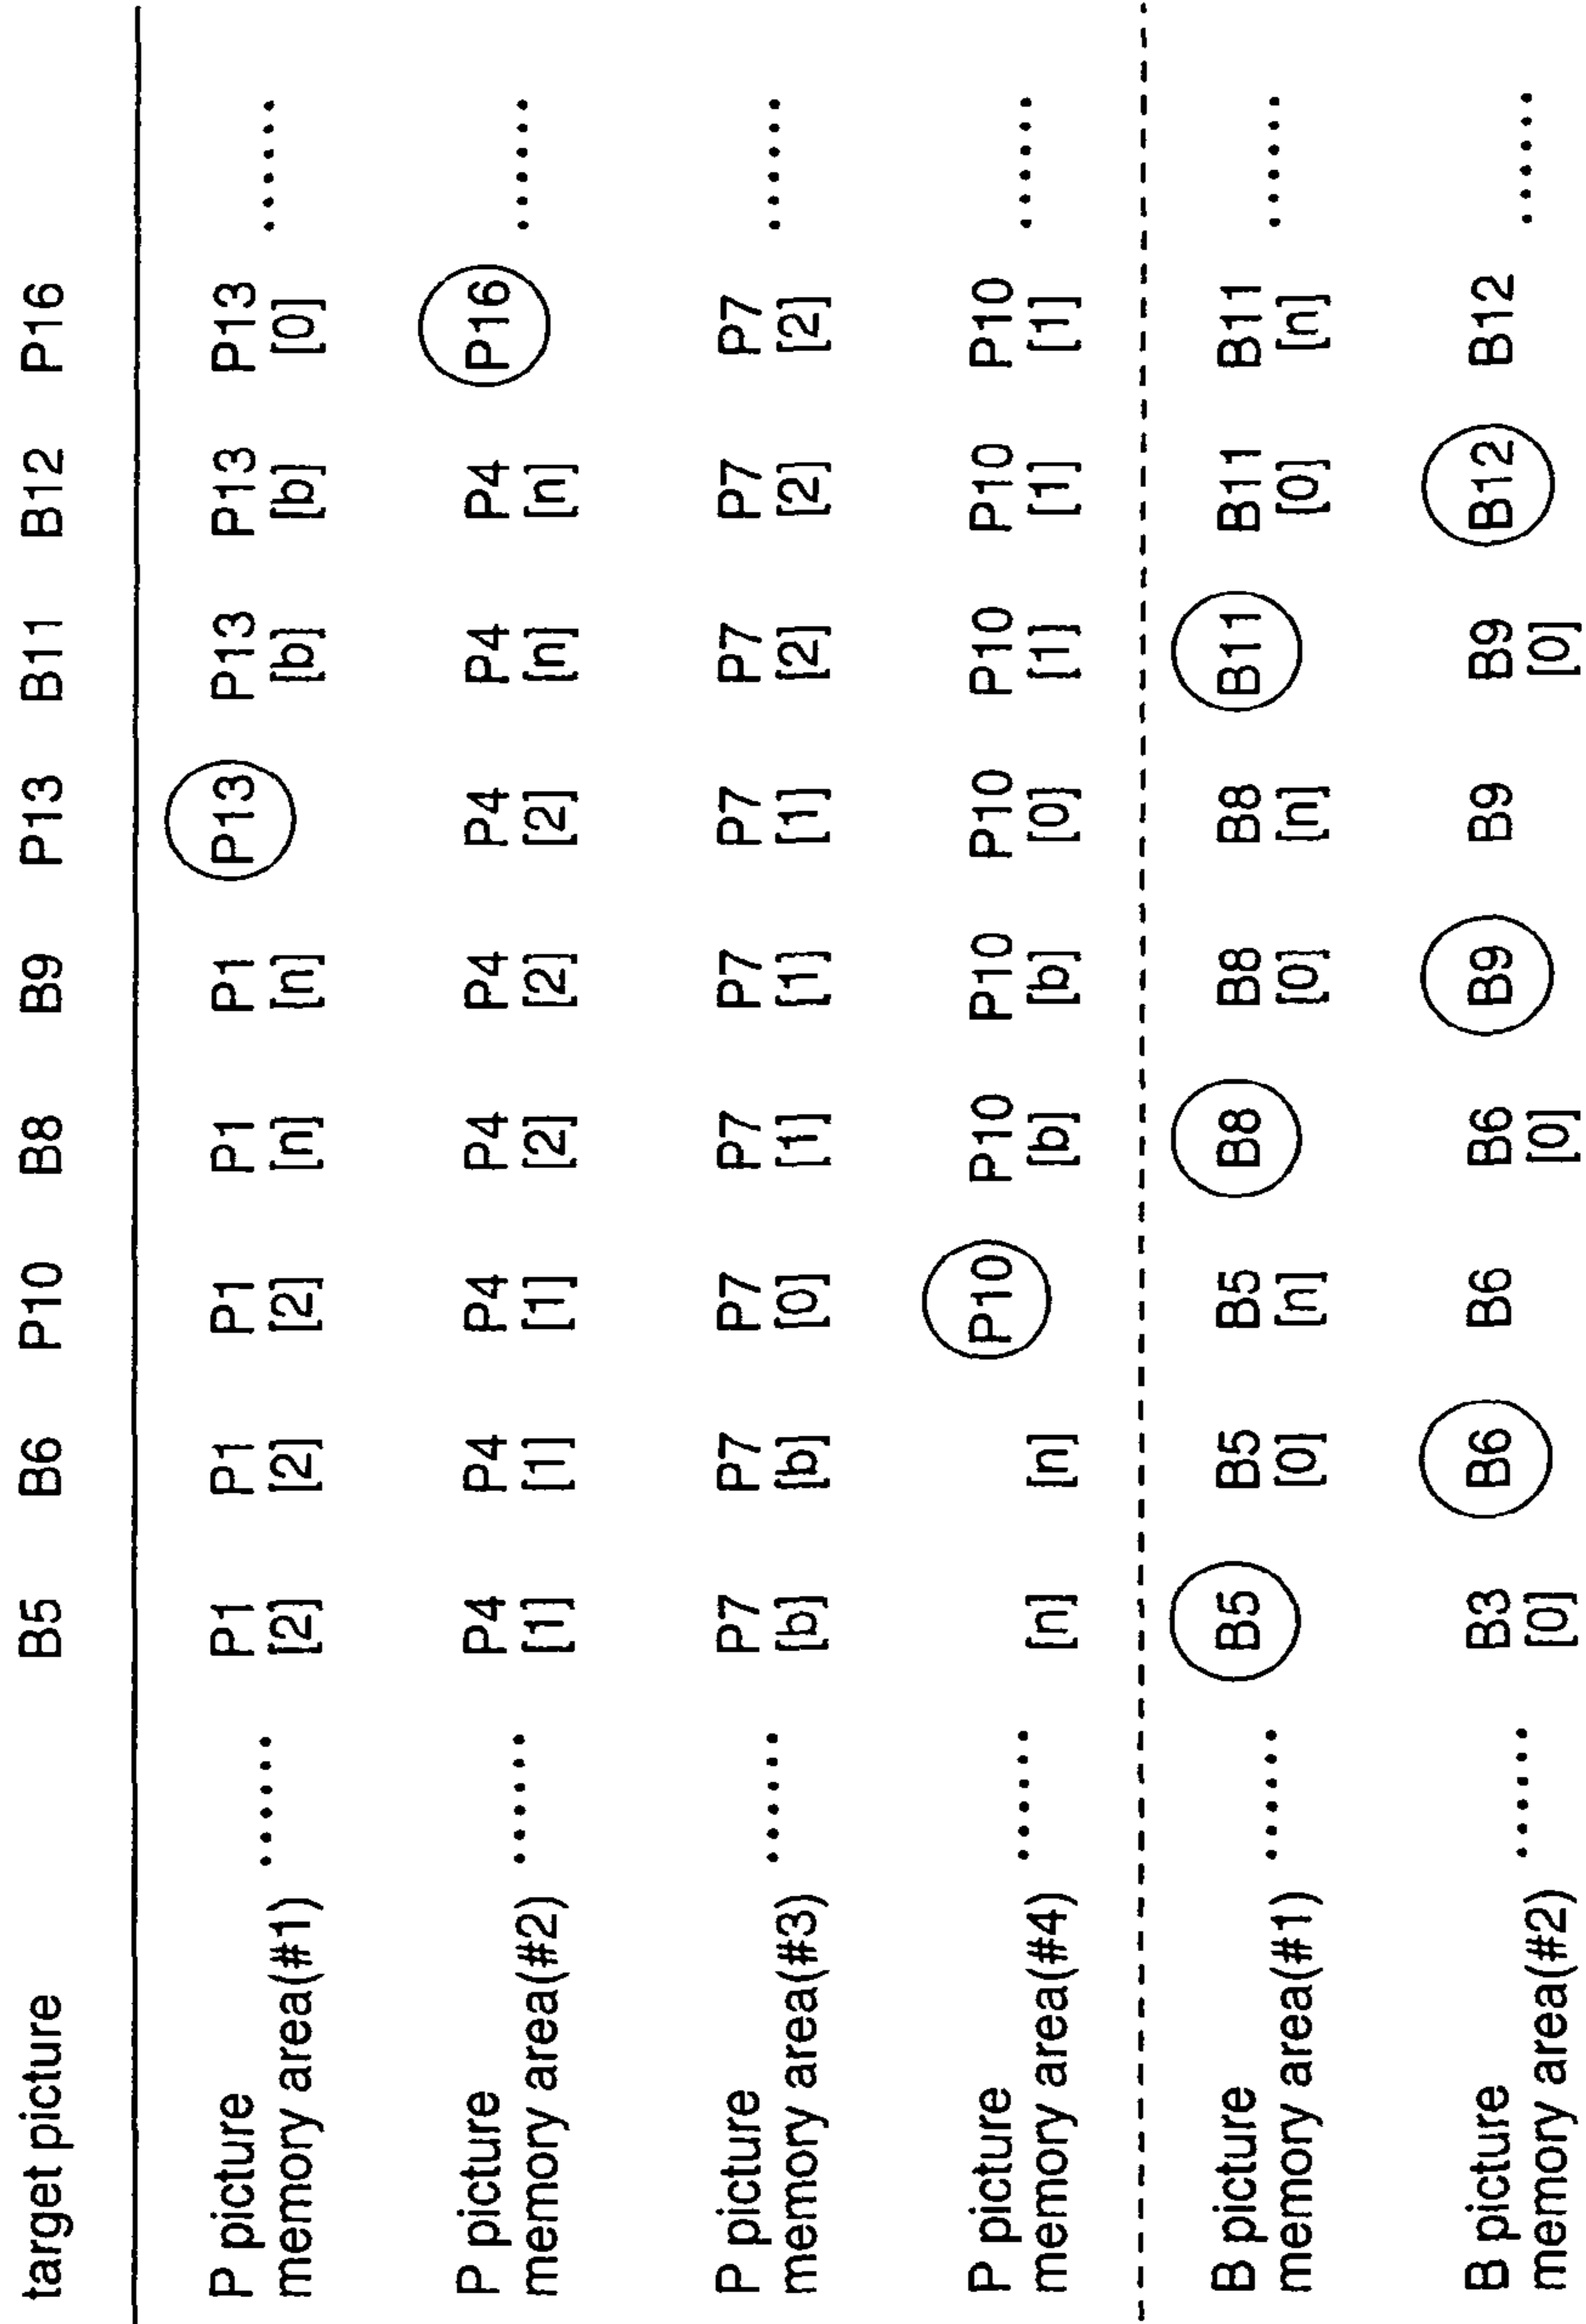 target picture B5 B6 P10 B8 B9 P13 B11 B12 P16
P picture ...... P1 P1 P1 P1 P1 P13 P13 P13 P13 ......
memory area(#1) [2] [2] [2] [n] [n] [b] [b] [0]
P picture ...... P4 P4 P4 P4 P4 P4 P4 P4 P16 ......
memory area(#2) [1] [1] [1] [2] [2] [2] [n] [n]
P picture ...... P7 P7 P7 P7 P7 P7 P7 P7 P7 ......
memory area(#3) [b] [b] [0] [1] [1] [1] [2] [2] [2]
P picture ...... P10 P10 P10 P10 P10 P10 P10 ......
memory area(#4) [n] [n] [b] [b] [0] [1] [1] [1]
B picture ...... B5 B5 B5 B8 B8 B8 B11 B11 B11 ......
memory area(#1) [0] [n] [0] [n] [0] [n]
B picture ...... B3 B6 B6 B6 B9 B9 B9 B12 B12 ......
memory area(#2) [0] [0] [0]